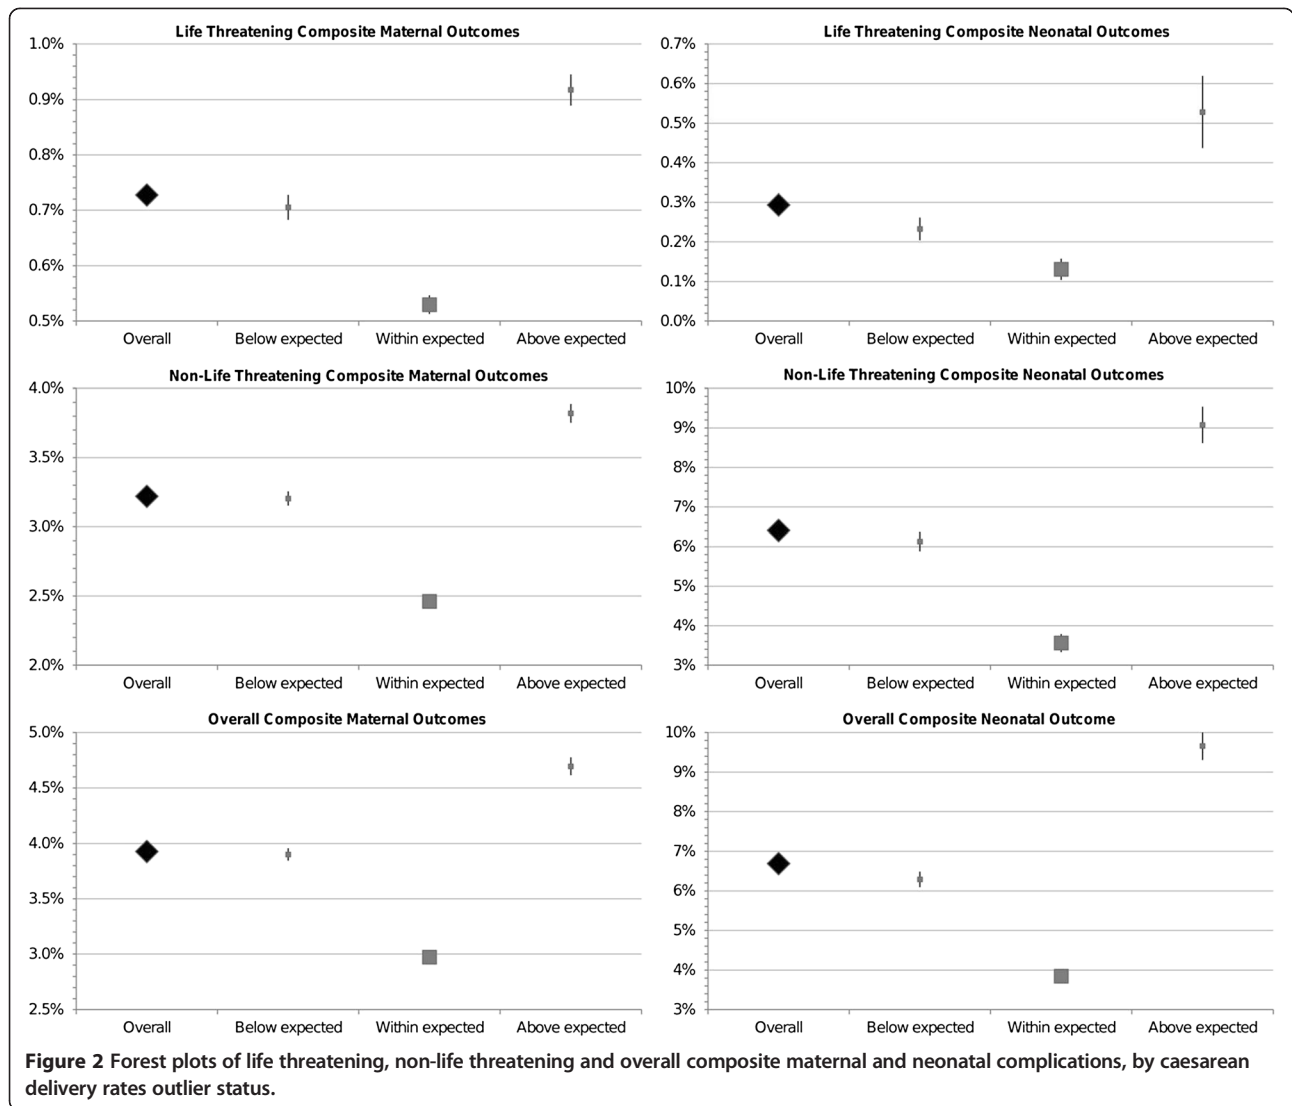 Life Threatening Composite Maternal Outcomes
1.0%
0.9%
0.8%
0.7%
0.6%
0.5%
Overall Below expected Within expected Above expected
Life Threatening Composite Neonatal Outcomes
0.7%
0.6%
0.5%
0.4%
0.3%
0.2%
0.1%
0.0%
Overall Below expected Within expected Above expected
Non-Life Threatening Composite Maternal Outcomes
4.0%
3.5%
3.0%
2.5%
2.0%
Overall Below expected Within expected Above expected
Non-Life Threatening Composite Neonatal Outcomes
10%
9%
8%
7%
6%
5%
4%
3%
Overall Below expected Within expected Above expected
Overall Composite Maternal Outcomes
5.0%
4.5%
4.0%
3.5%
3.0%
2.5%
Overall Below expected Within expected Above expected
Overall Composite Neonatal Outcome
10%
9%
8%
7%
6%
5%
4%
3%
Overall Below expected Within expected Above expected
Figure 2 Forest plots of life threatening, non-life threatening and overall composite maternal and neonatal complications, by caesarean
delivery rates outlier status.